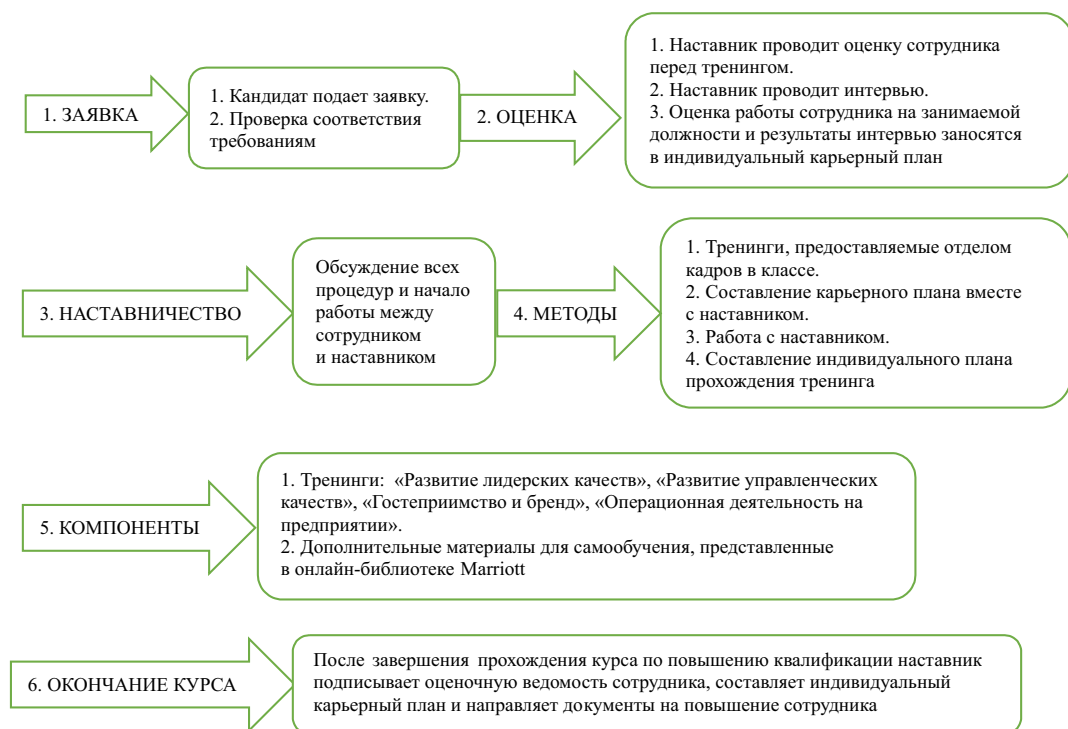 1. ЗАЯВКА
1. Кандидат подает заявку.
2. Проверка соответствия
требованиям
2. ОЦЕНКА
1. Наставник проводит оценку сотрудника
перед тренингом.
2. Наставник проводит интервью.
3. Оценка работы сотрудника на занимаемой
должности и результаты интервью заносятся
в индивидуальный карьерный план
3. НАСТАВНИЧЕСТВО
Обсуждение всех
процедур и начало
работы между
сотрудником
и наставником
4. МЕТОДЫ
1. Тренинги, предоставляемые отделом
кадров в классе.
2. Составление карьерного плана вместе
с наставником.
3. Работа с наставником.
4. Составление индивидуального плана
прохождения тренинга
5. КОМПОНЕНТЫ
1. Тренинги: «Развитие лидерских качеств», «Развитие управленческих
качеств», «Гостеприимство и бренд», «Операционная деятельность на
предприятии».
2. Дополнительные материалы для самообучения, представленные
в онлайн-библиотеке Marriott
6. ОКОНЧАНИЕ КУРСА
После завершения прохождения курса по повышению квалификации наставник
подписывает оценочную ведомость сотрудника, составляет индивидуальный
карьерный план и направляет документы на повышение сотрудника